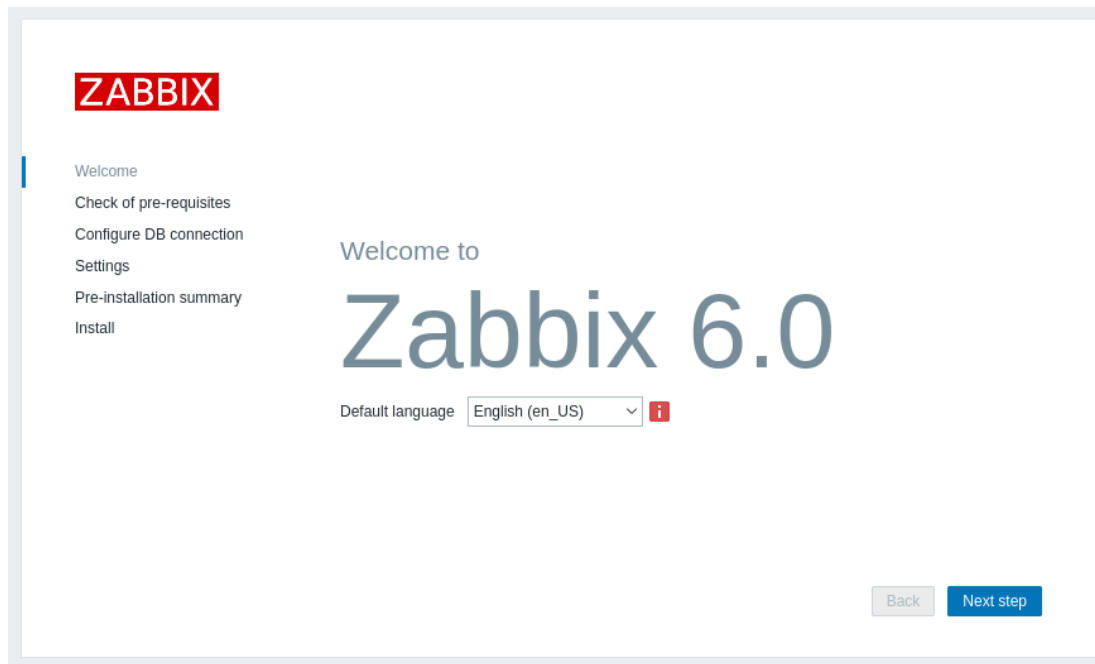 ZABBIX
Welcome
Check of pre-requisites
Configure DB connection
Settings
Pre-installation summary
Install
Welcome to
Zabbix 6.0
Default language English (en_US) i
Back Next step